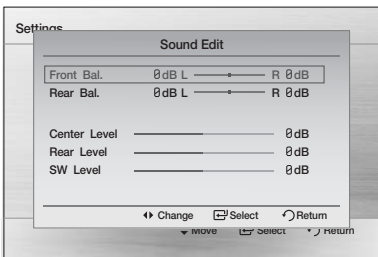 Settings
Sound Edit
Front Bal. 0dB L R 0dB
Rear Bal. 0dB L R 0dB
Center Level 0dB
Rear Level 0dB
SW Level 0dB
Change Select Return
Move Select Return